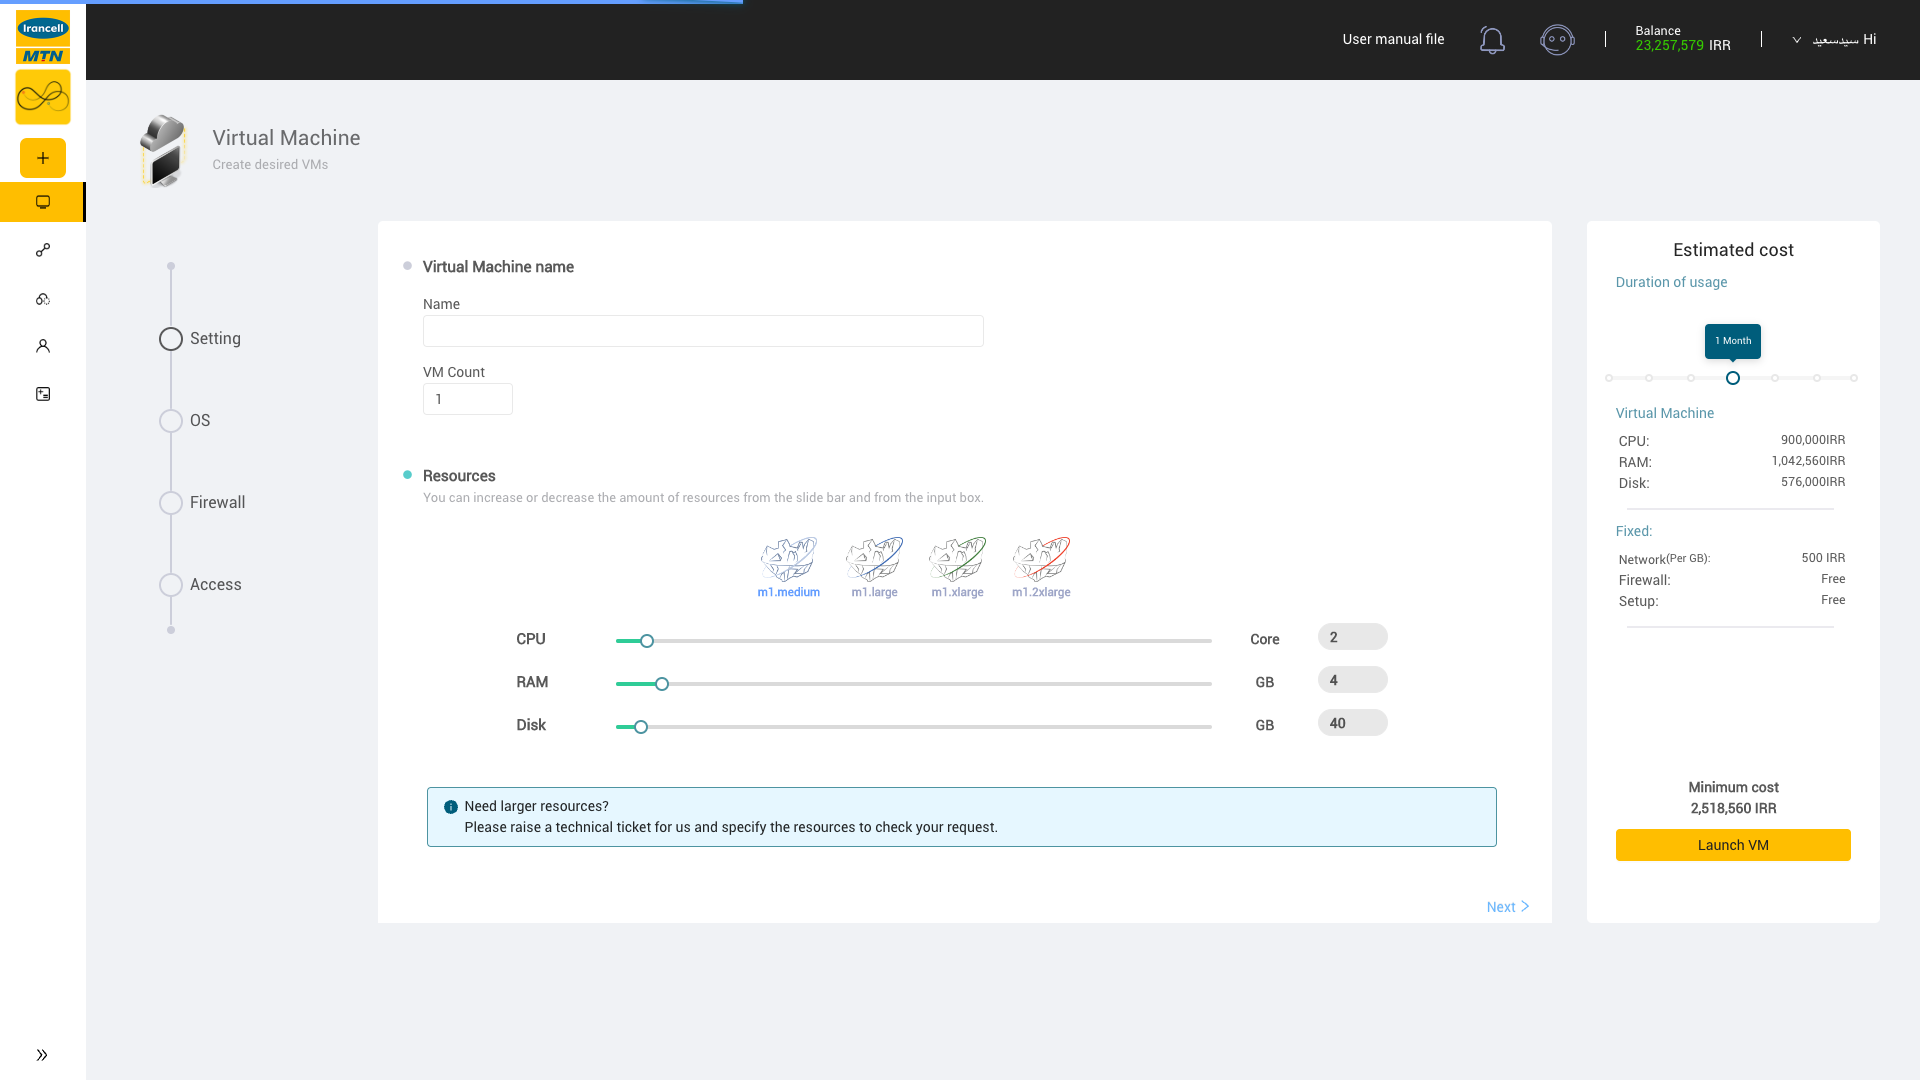 Irancell
MTN
User manual file
Balance
23,257,579 IRR
سیدسعید Hi
Virtual Machine
Create desired VMs
Setting
OS
Firewall
Access
Virtual Machine name
Name
VM Count
1
Resources
You can increase or decrease the amount of resources from the slide bar and from the input box.
m1.medium m1.large m1.xlarge m1.2xlarge
CPU Core 2
RAM GB 4
Disk GB 40
Need larger resources?
Please raise a technical ticket for us and specify the resources to check your request.
Next
Estimated cost
Duration of usage
1 Month
Virtual Machine
CPU: 900,000IRR
RAM: 1,042,560IRR
Disk: 576,000IRR
Fixed:
Network(Per GB): 500 IRR
Firewall: Free
Setup: Free
Minimum cost
2,518,560 IRR
Launch VM